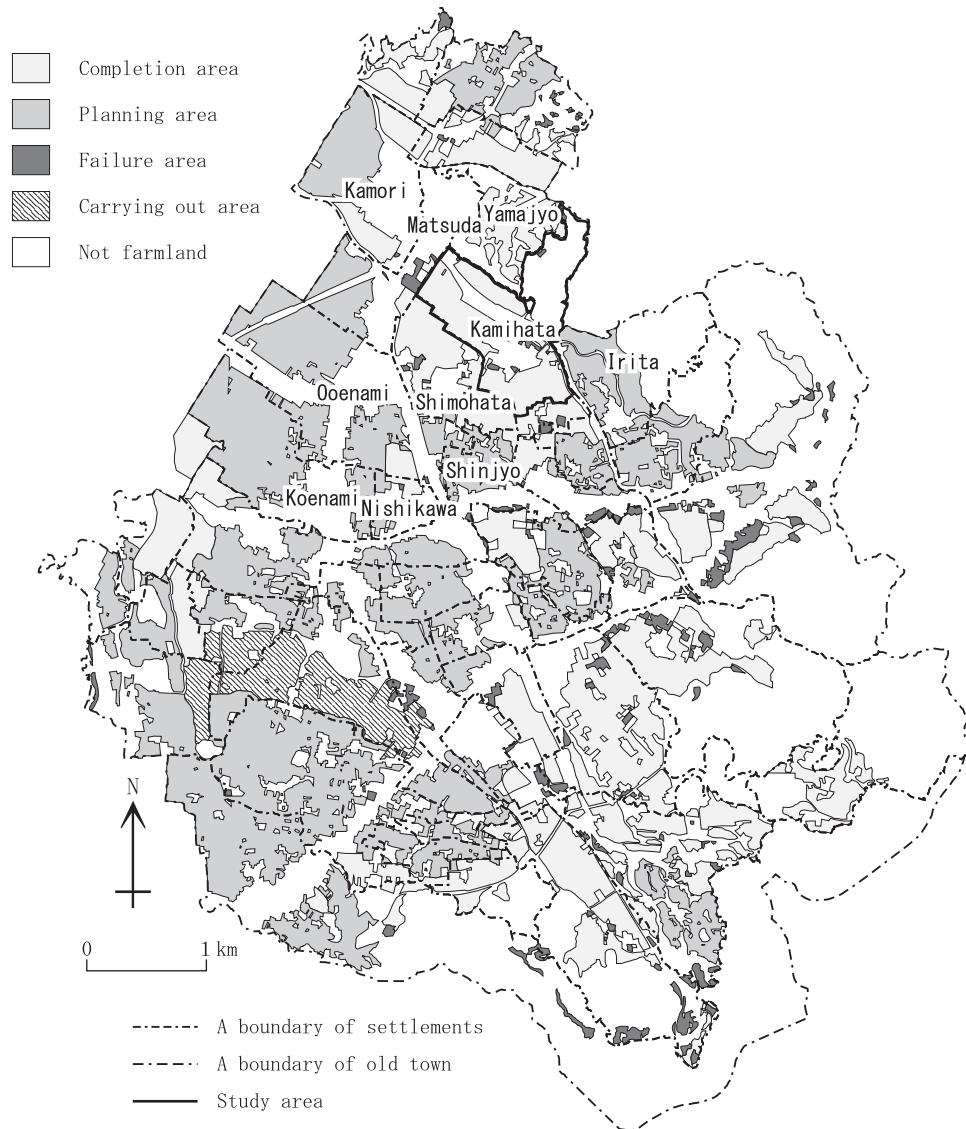 Completion area
Planning area
Failure area
Carrying out area
Not farmland
Kamori
Matsuda
Yamajyo
Kamihata
Irita
Ooenami
Shimohata
Shinjyo
Koenami
Nishikawa
N
0 1 km
A boundary of settlements
A boundary of old town
Study area